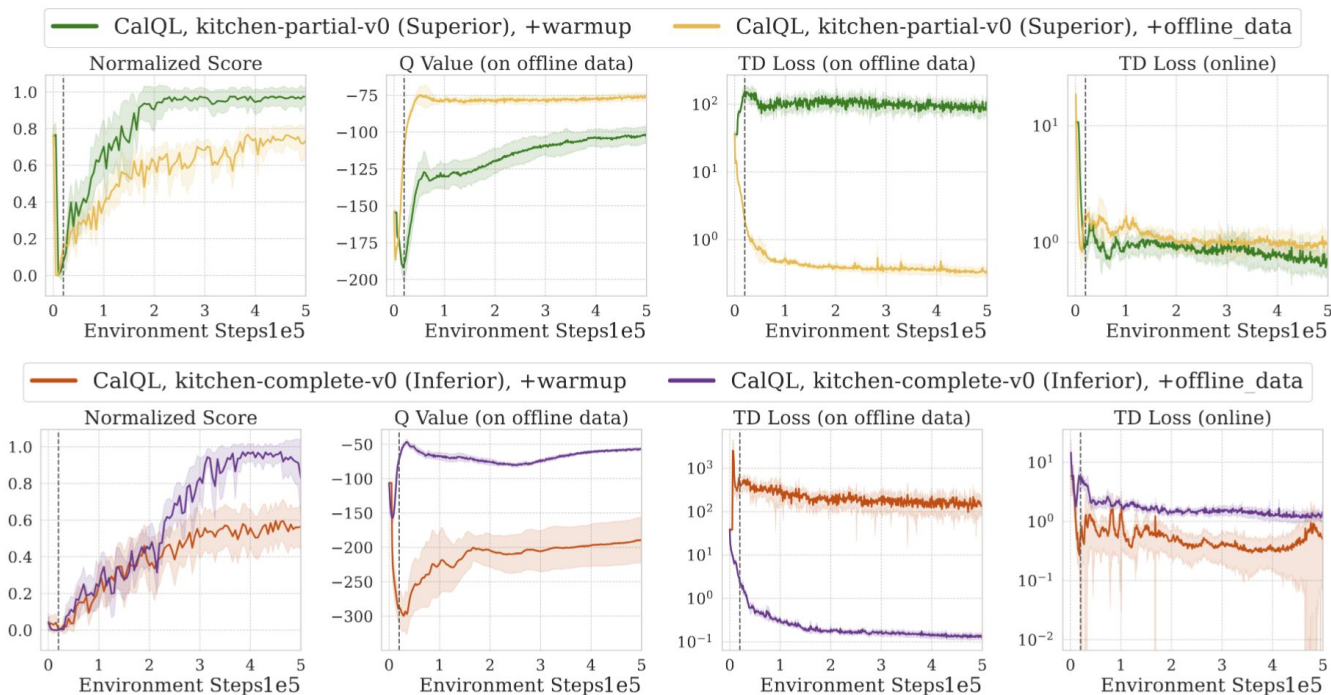 CalQL, kitchen-partial-v0 (Superior), +warmup CalQL, kitchen-partial-v0 (Superior), +offline_data
Normalized Score Q Value (on offline data) TD Loss (on offline data) TD Loss (online)
1.0
0.8
0.6
0.4
0.2
0.0
0 1 2 3 4 5
Environment Steps1e5
−75
−100
−125
−150
−175
−200
0 1 2 3 4 5
Environment Steps1e5
10²
10¹
10⁰
0 1 2 3 4 5
Environment Steps1e5
10¹
10⁰
0 1 2 3 4 5
Environment Steps1e5
CalQL, kitchen-complete-v0 (Inferior), +warmup CalQL, kitchen-complete-v0 (Inferior), +offline_data
Normalized Score Q Value (on offline data) TD Loss (on offline data) TD Loss (online)
1.0
0.8
0.6
0.4
0.2
0.0
0 1 2 3 4 5
Environment Steps1e5
−50
−100
−150
−200
−250
−300
0 1 2 3 4 5
Environment Steps1e5
10³
10²
10¹
10⁰
10⁻¹
0 1 2 3 4 5
Environment Steps1e5
10¹
10⁰
10⁻¹
10⁻²
0 1 2 3 4 5
Environment Steps1e5